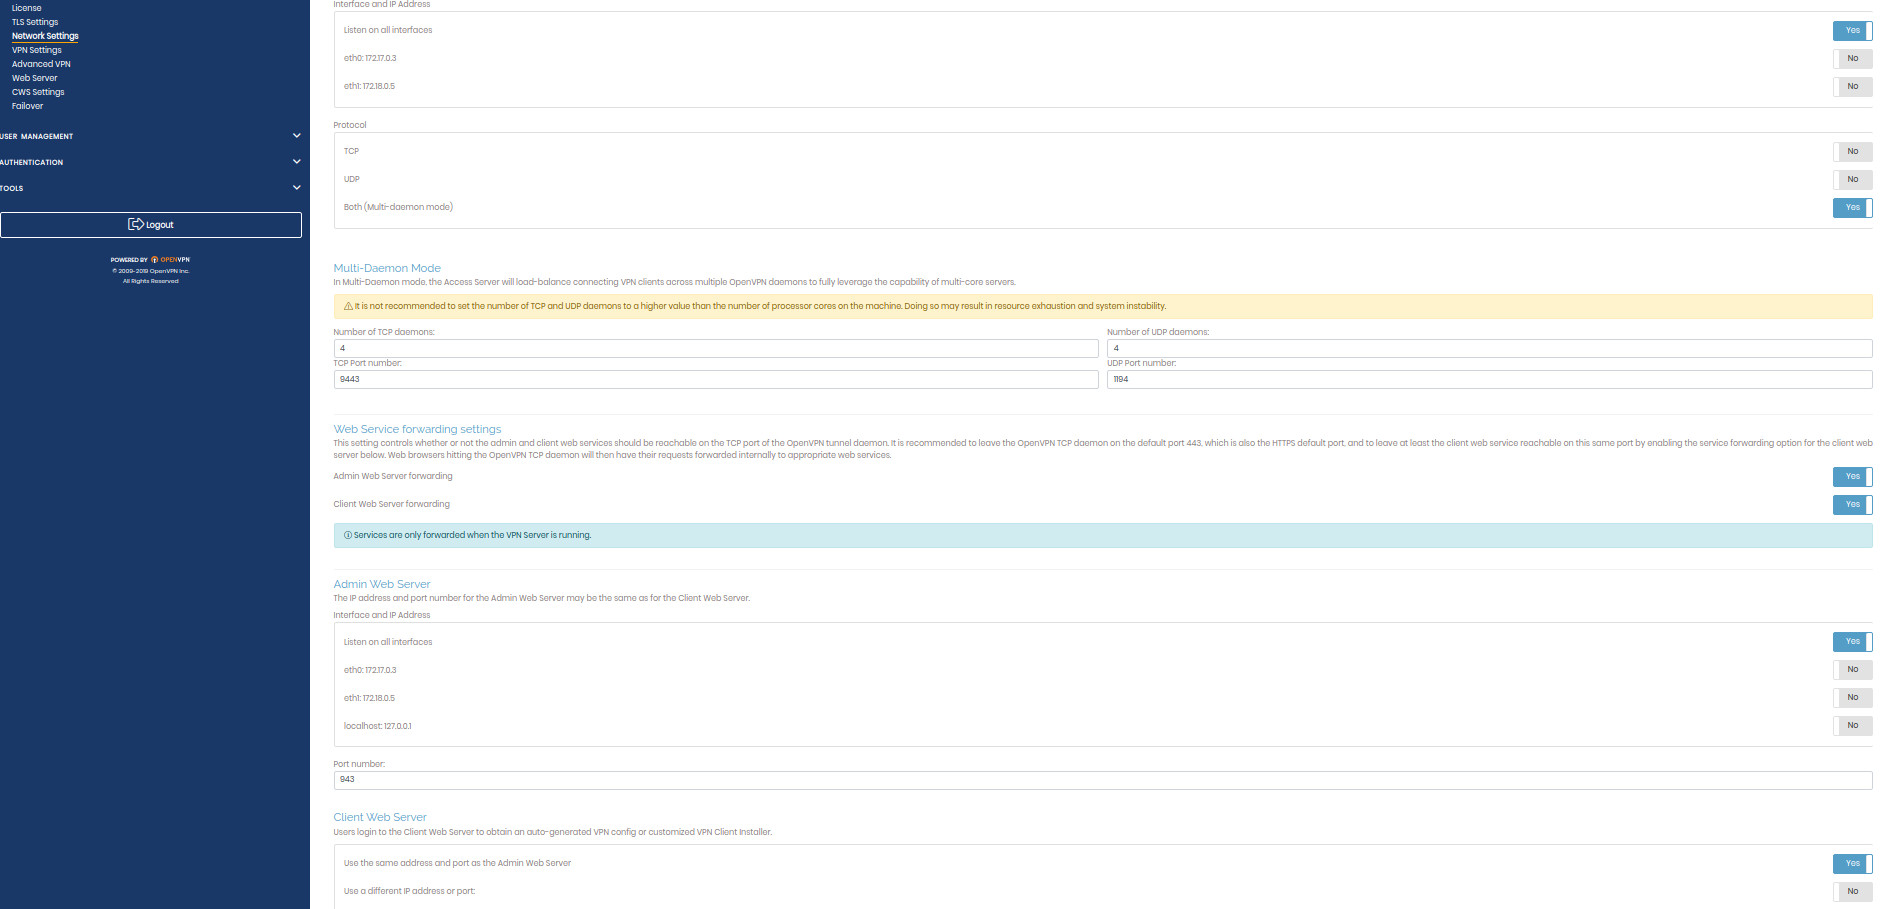 License
TLS Settings
Network Settings
VPN Settings
Advanced VPN
Web Server
CWS Settings
Failover
USER MANAGEMENT
AUTHENTICATION
TOOLS
Logout
POWERED BY OPENVPN
© 2009-2019 OpenVPN Inc.
All Rights Reserved
Interface and IP Address
Listen on all interfaces Yes
eth0: 172.17.0.3 No
eth1: 172.18.0.5 No
Protocol
TCP No
UDP No
Both (Multi-daemon mode) Yes
Multi-Daemon Mode
In Multi-Daemon mode, the Access Server will load-balance connecting VPN clients across multiple OpenVPN daemons to fully leverage the capability of multi-core servers.
It is not recommended to set the number of TCP and UDP daemons to a higher value than the number of processor cores on the machine. Doing so may result in resource exhaustion and system instability.
Number of TCP daemons: Number of UDP daemons:
4 4
TCP Port number: UDP Port number:
9443 1194
Web Service forwarding settings
This setting controls whether or not the admin and client web services should be reachable on the TCP port of the OpenVPN tunnel daemon. It is recommended to leave the OpenVPN TCP daemon on the default port 443, which is also the HTTPS default port, and to leave at least the client web service reachable on this same port by enabling the service forwarding option for the client web
server below. Web browsers hitting the OpenVPN TCP daemon will then have their requests forwarded internally to appropriate web services.
Admin Web Server forwarding Yes
Client Web Server forwarding Yes
Services are only forwarded when the VPN Server is running.
Admin Web Server
The IP address and port number for the Admin Web Server may be the same as for the Client Web Server.
Interface and IP Address
Listen on all interfaces Yes
eth0: 172.17.0.3 No
eth1: 172.18.0.5 No
localhost: 127.0.0.1 No
Port number:
943
Client Web Server
Users login to the Client Web Server to obtain an auto-generated VPN config or customized VPN Client Installer.
Use the same address and port as the Admin Web Server Yes
Use a different IP address or port: No